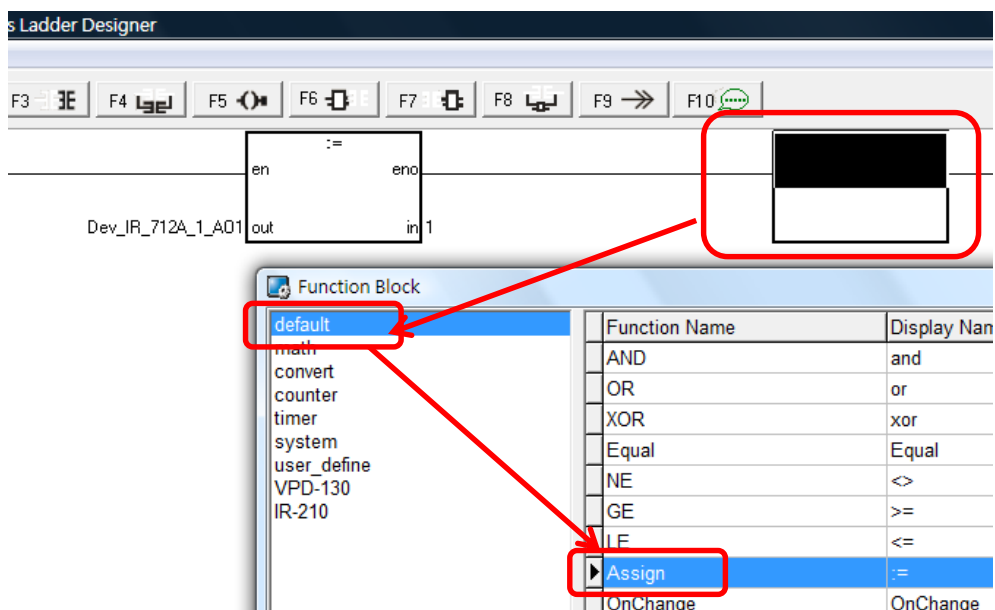 s Ladder Designer
F3 F4 F5 F6 F7 F8 F9 F10
:=
en eno
Dev_IR_712A_1_AO1 out in 1
Function Block
default
math
convert
counter
timer
system
user_define
VPD-130
IR-210
Function Name Display Nam
AND and
OR or
XOR xor
Equal Equal
NE <>
GE >=
LE <=
Assign :=
OnChange OnChange